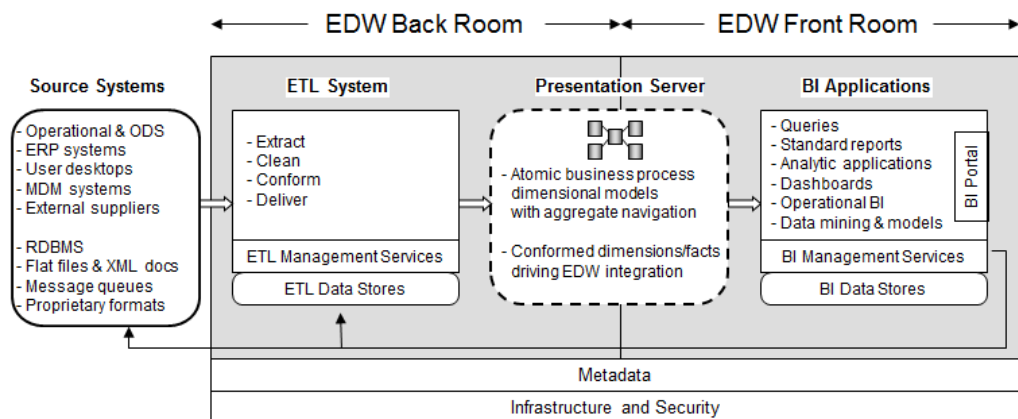 EDW Back Room
EDW Front Room
Source Systems
- Operational & ODS
- ERP systems
- User desktops
- MDM systems
- External suppliers
- RDBMS
- Flat files & XML docs
- Message queues
- Proprietary formats
ETL System
- Extract
- Clean
- Conform
- Deliver
ETL Management Services
ETL Data Stores
Presentation Server
- Atomic business process
dimensional models
with aggregate navigation
- Conformed dimensions/facts
driving EDW integration
BI Applications
- Queries
- Standard reports
- Analytic applications
- Dashboards
- Operational BI
- Data mining & models
BI Portal
BI Management Services
BI Data Stores
Metadata
Infrastructure and Security